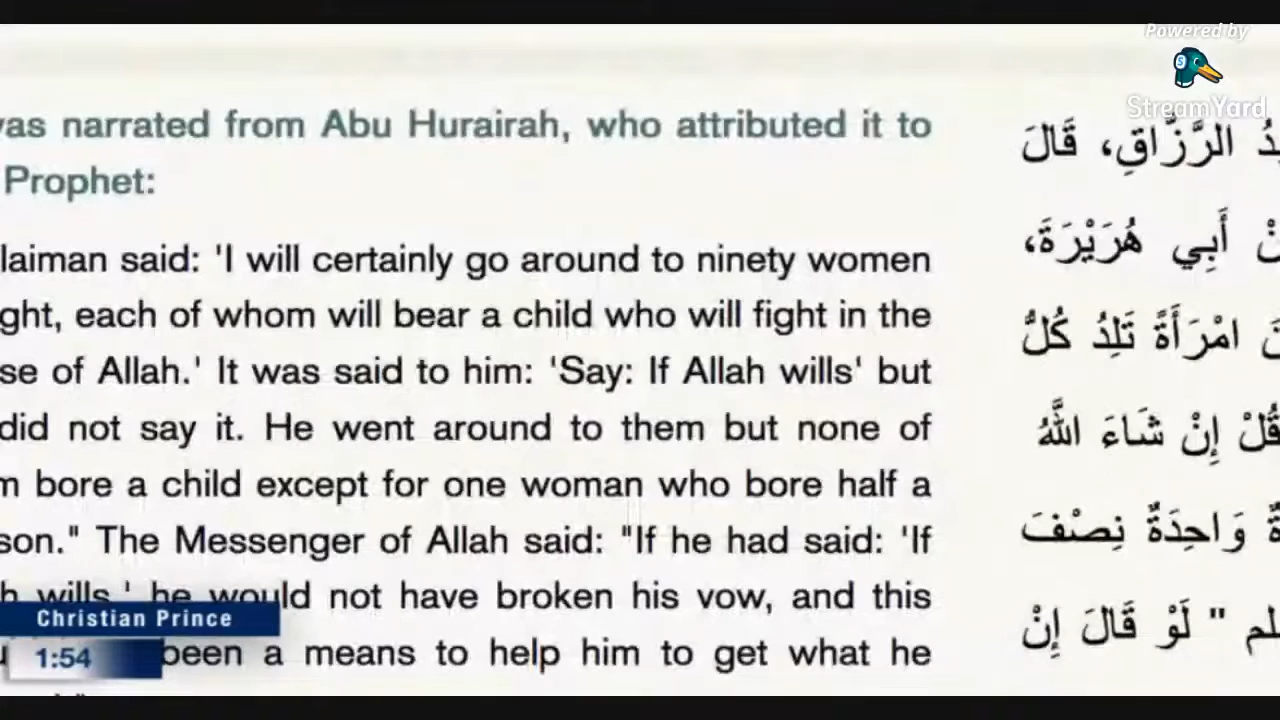 Powered by
StreamYard
was narrated from Abu Hurairah, who attributed it to
Prophet:
laiman said: 'I will certainly go around to ninety women
ght, each of whom will bear a child who will fight in the
se of Allah.' It was said to him: 'Say: If Allah wills' but
did not say it. He went around to them but none of
m bore a child except for one woman who bore half a
son." The Messenger of Allah said: "If he had said: 'If
h wills,' he would not have broken his vow, and this
been a means to help him to get what he
الرَّزَّاقِ، قَالَ
أَبِي هُرَيْرَةَ،
امْرَأَةً تَلِدُ كُلُّ
قُلْ إِنْ شَاءَ اللَّهُ
وَاحِدَةٌ نِصْفَ
لم " لَوْ قَالَ إِنْ
Christian Prince
1:54